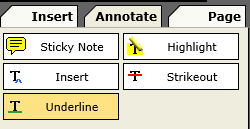 Insert Annotate Page
Sticky Note Highlight
Insert Strikeout
Underline